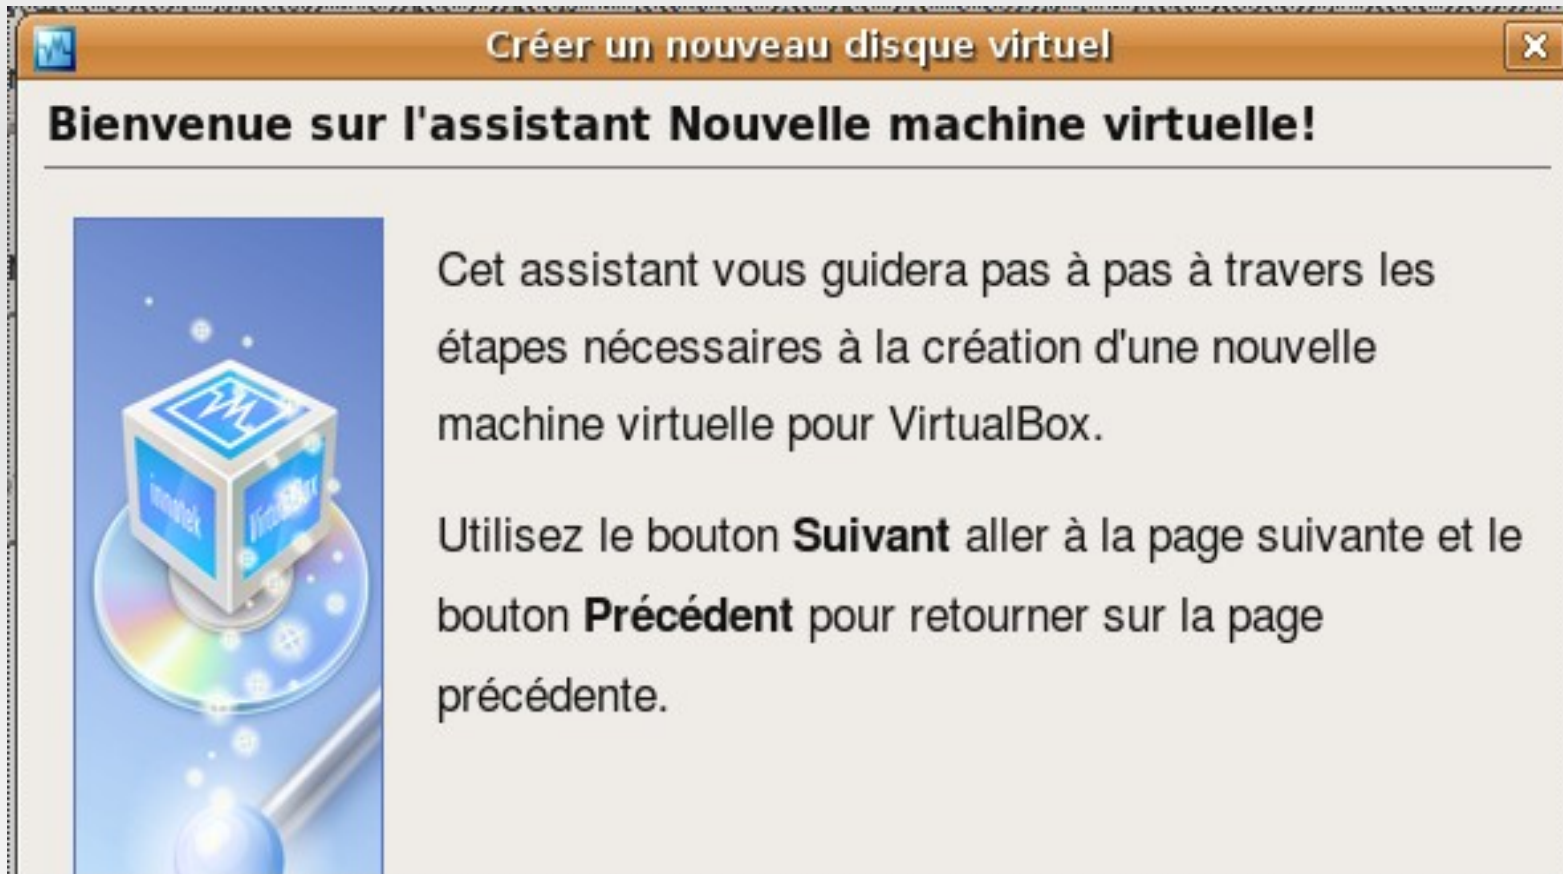 Créer un nouveau disque virtuel
Bienvenue sur l'assistant Nouvelle machine virtuelle!
Cet assistant vous guidera pas à pas à travers les
étapes nécessaires à la création d'une nouvelle
machine virtuelle pour VirtualBox.
Utilisez le bouton Suivant aller à la page suivante et le
bouton Précédent pour retourner sur la page
précédente.
innotek
VirtualBox